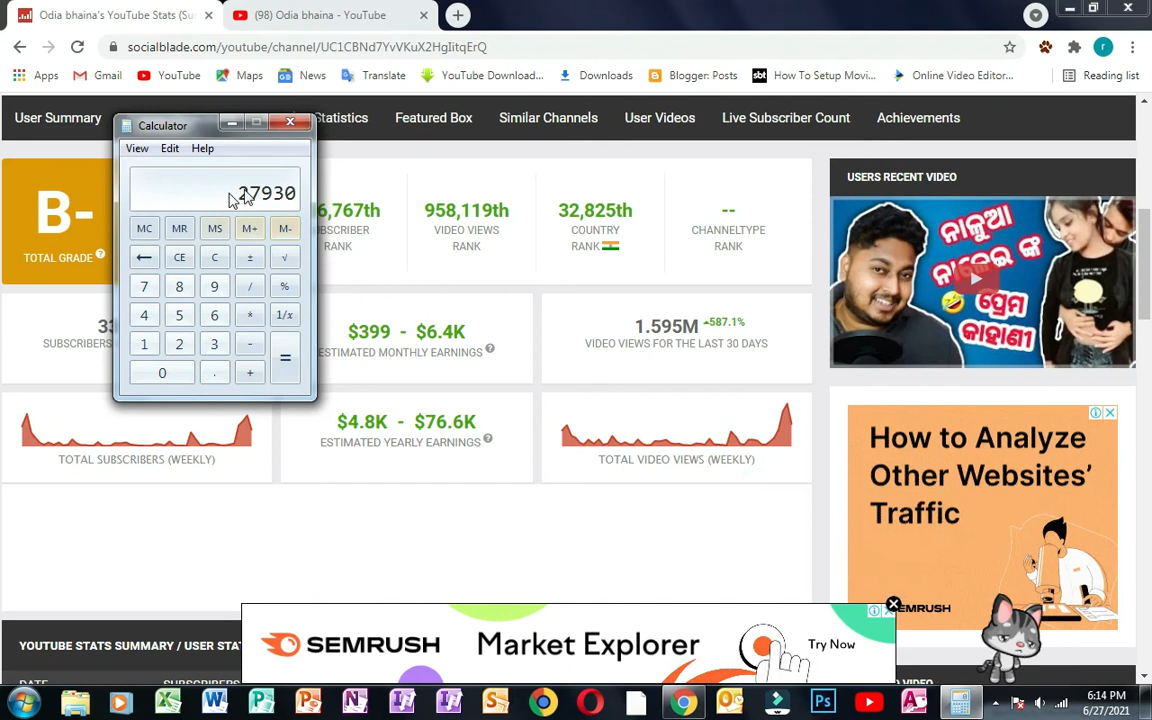 Odia bhaina's YouTube Stats (Su
(98) Odia bhaina - YouTube
socialblade.com/youtube/channel/UC1CBNd7YvVKuX2HgIitqErQ
r
Apps
Gmail
YouTube
Maps
News
Translate
YouTube Download...
Downloads
Blogger: Posts
sbt
How To Setup Movi...
Online Video Editor...
Reading list
User Summary
Statistics
Featured Box
Similar Channels
User Videos
Live Subscriber Count
Achievements
Calculator
View Edit Help
27930
MC MR MS M+ M-
← CE C ± √
7 8 9 / %
4 5 6 * 1/x
1 2 3 - =
0 . +
B-
TOTAL GRADE
6,767th
RANK
958,119th
VIDEO VIEWS
RANK
32,825th
COUNTRY
RANK
--
CHANNELTYPE
RANK
USERS RECENT VIDEO
ନାକୁଆ
ପ୍ରେମ
କାହାଣୀ
33
SUBSCRIBERS
$399 - $6.4K
ESTIMATED MONTHLY EARNINGS
1.595M 587.1%
VIDEO VIEWS FOR THE LAST 30 DAYS
TOTAL SUBSCRIBERS (WEEKLY)
$4.8K - $76.6K
ESTIMATED YEARLY EARNINGS
TOTAL VIDEO VIEWS (WEEKLY)
How to Analyze
Other Websites'
Traffic
SEMRUSH
YOUTUBE STATS SUMMARY / USER STAT
SEMRUSH
Market Explorer
Try Now
6:14 PM
6/27/2021